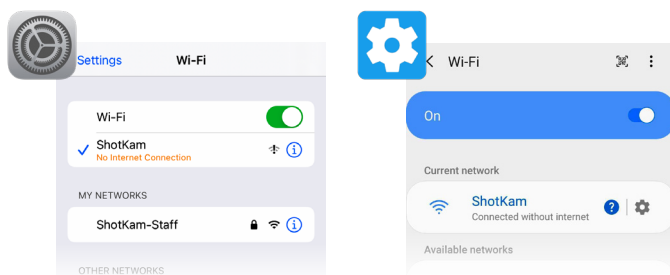 Settings
Wi-Fi
Wi-Fi
ShotKam
No Internet Connection
MY NETWORKS
ShotKam-Staff
OTHER NETWORKS
Wi-Fi
On
Current network
ShotKam
Connected without internet
Available networks